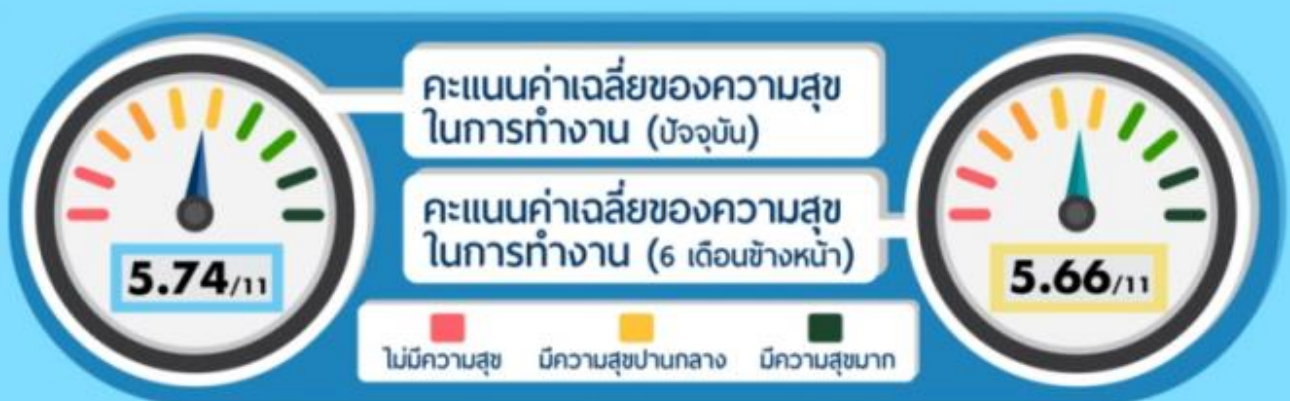 คะแนนค่าเฉลี่ยของความสุข
ในการทำงาน (ปัจจุบัน)
5.74/11
คะแนนค่าเฉลี่ยของความสุข
ในการทำงาน (6 เดือนข้างหน้า)
5.66/11
ไม่มีความสุข มีความสุขปานกลาง มีความสุขมาก